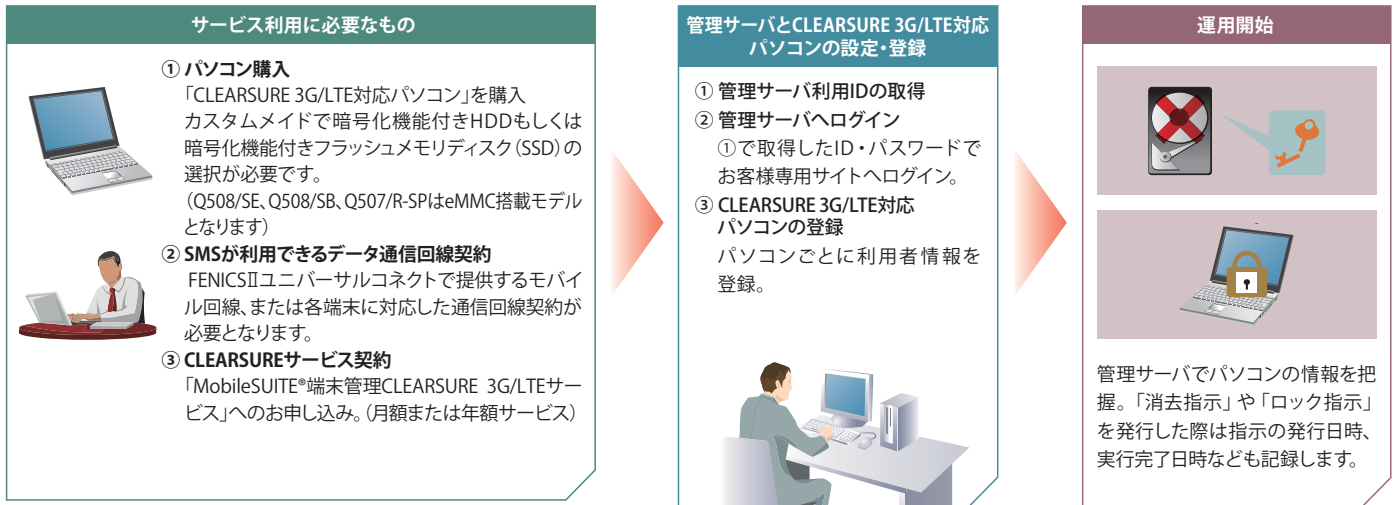 サービス利用に必要なもの
① パソコン購入
「CLEARSURE 3G/LTE対応パソコン」を購入
カスタムメイドで暗号化機能付きHDDもしくは
暗号化機能付きフラッシュメモリディスク（SSD）の
選択が必要です。
（Q508/SE、Q508/SB、Q507/R-SPはeMMC搭載モデル
となります）
② SMSが利用できるデータ通信回線契約
FENICSⅡユニバーサルコネクトで提供するモバイ
ル回線、または各端末に対応した通信回線契約が
必要となります。
③ CLEARSUREサービス契約
「MobileSUITE®端末管理CLEARSURE 3G/LTEサー
ビス」へのお申し込み。（月額または年額サービス）
管理サーバとCLEARSURE 3G/LTE対応
パソコンの設定・登録
① 管理サーバ利用IDの取得
② 管理サーバへログイン
①で取得したID・パスワードで
お客様専用サイトへログイン。
③ CLEARSURE 3G/LTE対応
パソコンの登録
パソコンごとに利用者情報を
登録。
運用開始
管理サーバでパソコンの情報を把
握。「消去指示」や「ロック指示」
を発行した際は指示の発行日時、
実行完了日時なども記録します。